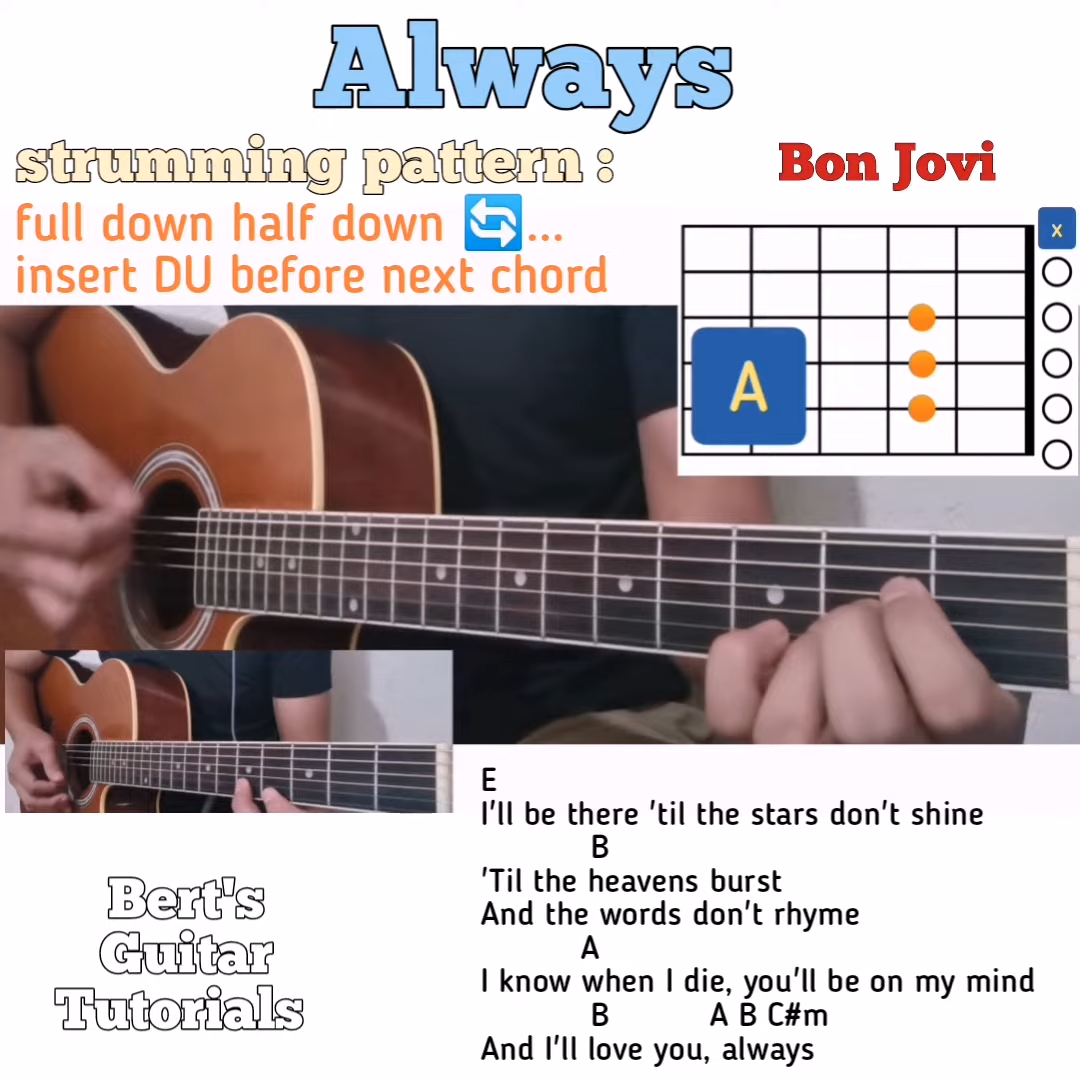 Always
strumming pattern :
Bon Jovi
full down half down 🔄...
insert DU before next chord
x
A
E
I'll be there 'til the stars don't shine
B
'Til the heavens burst
And the words don't rhyme
A
I know when I die, you'll be on my mind
B A B C#m
And I'll love you, always
Bert's
Guitar
Tutorials